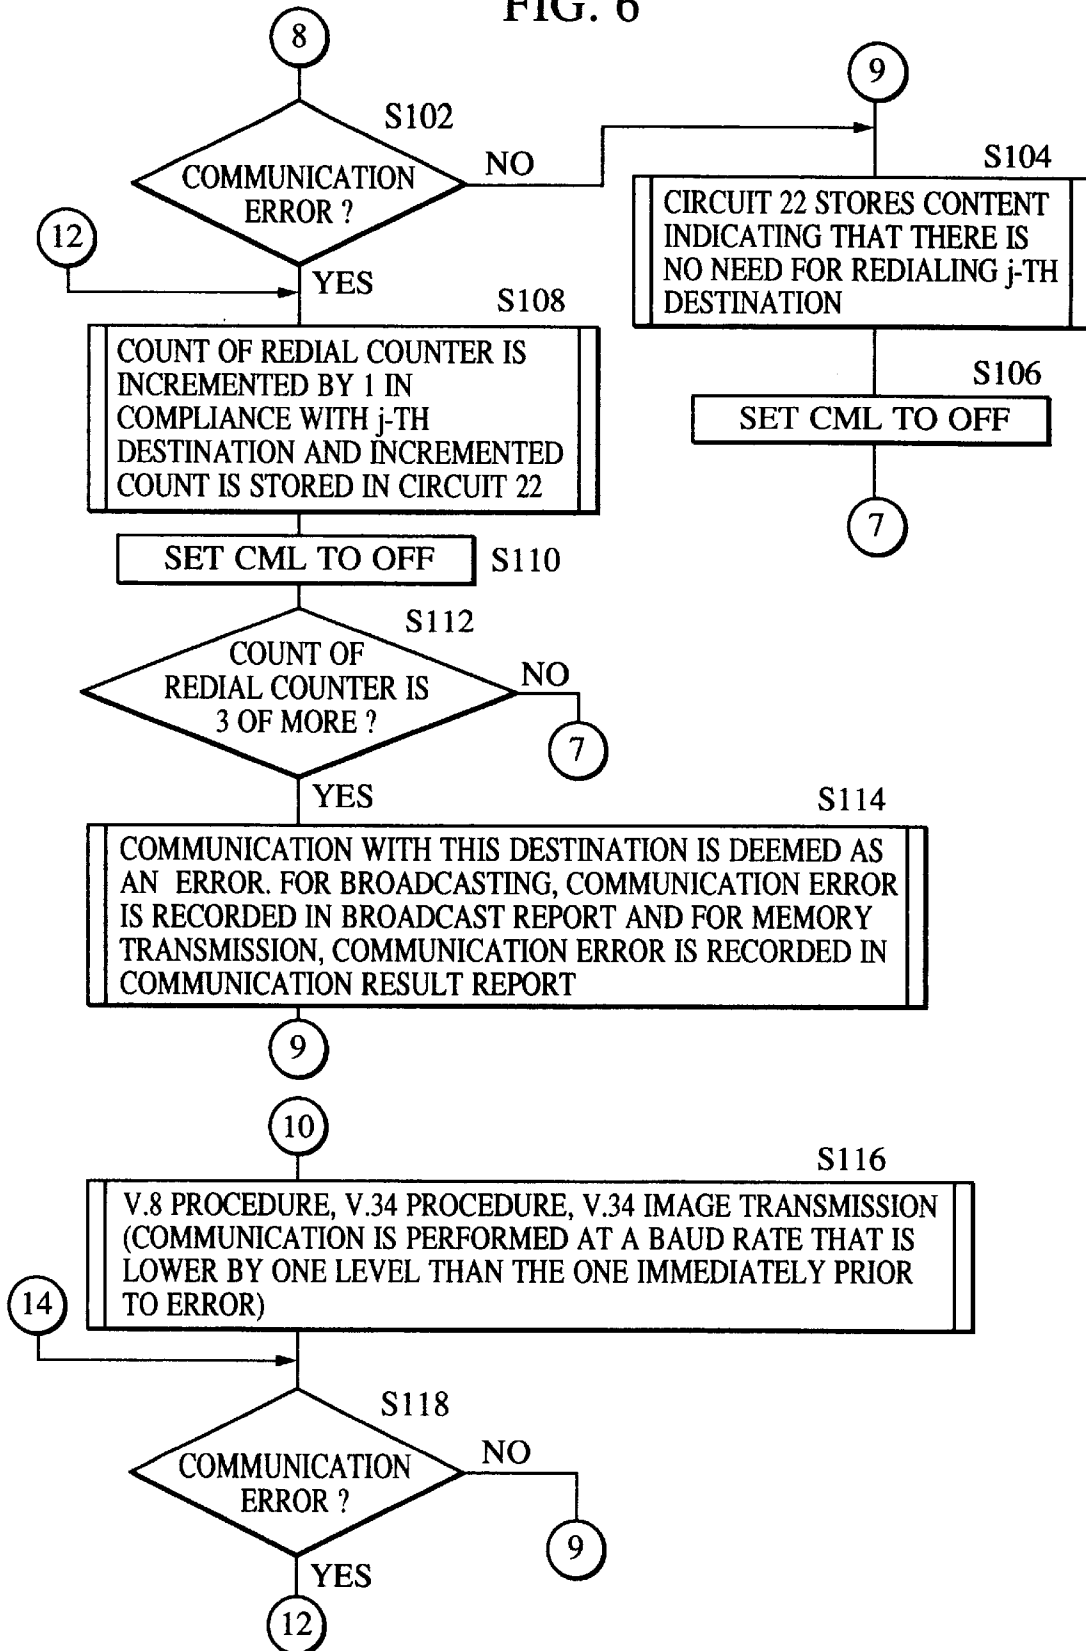 FIG. 6
8
S102
COMMUNICATION
ERROR ?
NO
YES
12
S108
COUNT OF REDIAL COUNTER IS
INCREMENTED BY 1 IN
COMPLIANCE WITH j-TH
DESTINATION AND INCREMENTED
COUNT IS STORED IN CIRCUIT 22
SET CML TO OFF
S110
S112
COUNT OF
REDIAL COUNTER IS
3 OF MORE ?
NO
7
YES
S114
COMMUNICATION WITH THIS DESTINATION IS DEEMED AS
AN ERROR. FOR BROADCASTING, COMMUNICATION ERROR
IS RECORDED IN BROADCAST REPORT AND FOR MEMORY
TRANSMISSION, COMMUNICATION ERROR IS RECORDED IN
COMMUNICATION RESULT REPORT
9
9
S104
CIRCUIT 22 STORES CONTENT
INDICATING THAT THERE IS
NO NEED FOR REDIALING j-TH
DESTINATION
S106
SET CML TO OFF
7
10
S116
V.8 PROCEDURE, V.34 PROCEDURE, V.34 IMAGE TRANSMISSION
(COMMUNICATION IS PERFORMED AT A BAUD RATE THAT IS
LOWER BY ONE LEVEL THAN THE ONE IMMEDIATELY PRIOR
TO ERROR)
14
S118
COMMUNICATION
ERROR ?
NO
9
YES
12